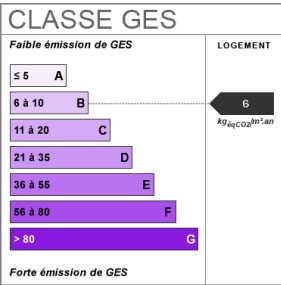 CLASSE GES
Faible émission de GES
LOGEMENT
≤ 5 A
6 à 10 B
6
kgéqCO2/m².an
11 à 20 C
21 à 35 D
36 à 55 E
56 à 80 F
> 80 G
Forte émission de GES